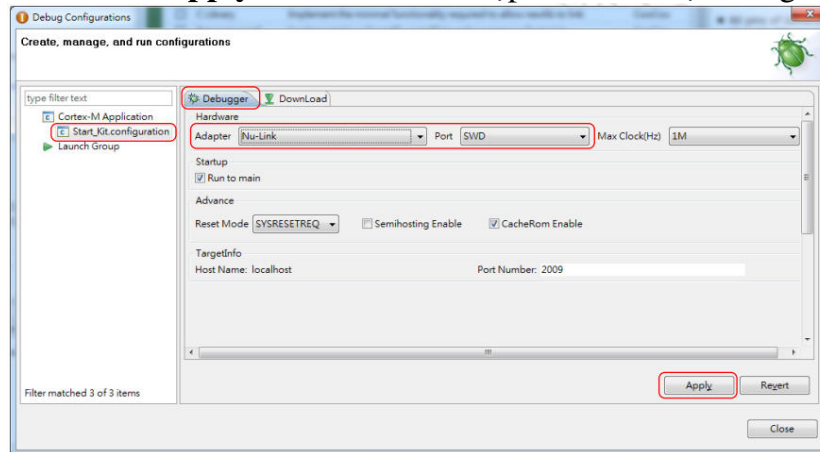 Debug Configurations
Create, manage, and run configurations
type filter text
Cortex-M Application
Start_Kit.configuration
Launch Group
Filter matched 3 of 3 items
Debugger DownLoad
Hardware
Adapter Nu-Link Port SWD Max Clock(Hz) 1M
Startup
Run to main
Advance
Reset Mode SYSRESETREQ Semihosting Enable CacheRom Enable
TargetInfo
Host Name: localhost Port Number: 2009
Apply Revert
Close